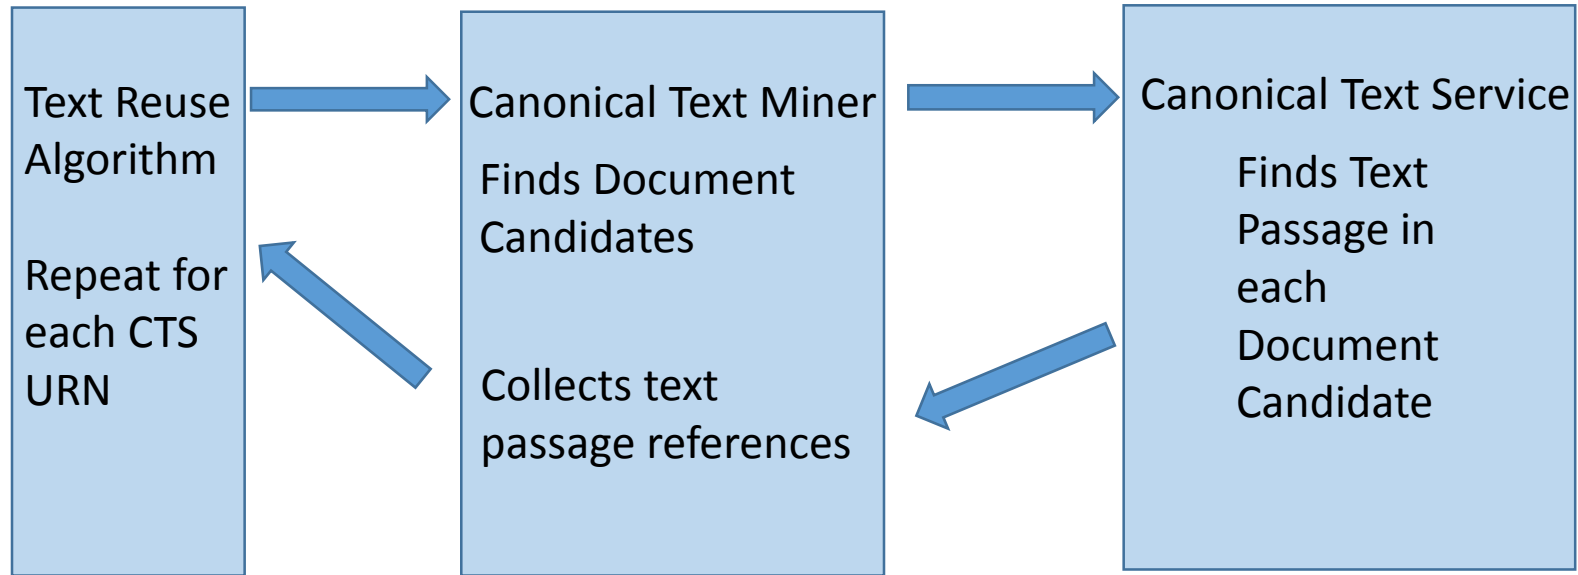 Text Reuse
Algorithm
Repeat for
each CTS
URN
Canonical Text Miner
Finds Document
Candidates
Collects text
passage references
Canonical Text Service
Finds Text
Passage in
each
Document
Candidate